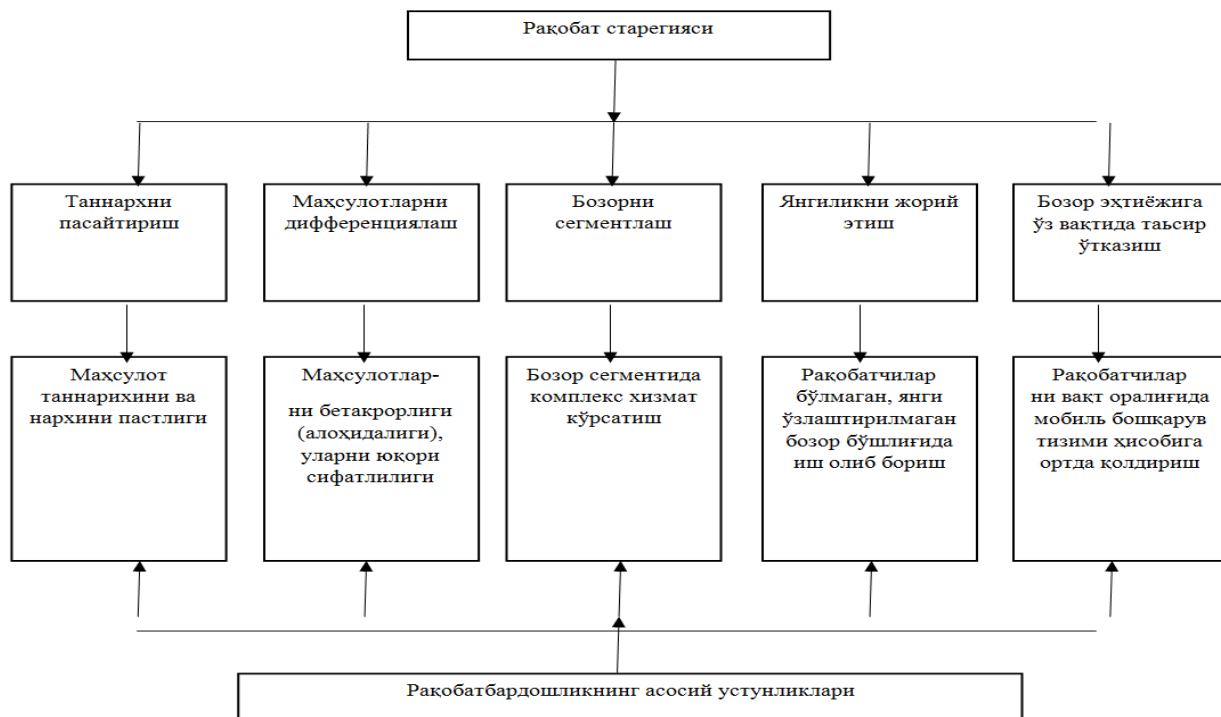 Рақобат старегияси
Таннархни
пасайтириш
Маҳсулотларни
дифференциялаш
Бозорни
сегментлаш
Янгиликни жорий
этиш
Бозор эҳтиёжига
ўз вақтида таьсир
ўтказиш
Маҳсулот
таннарихини ва
нархини пастлиги
Маҳсулотлар-
ни бетакрорлиги
(алоҳидалиги),
уларни юқори
сифатлилиги
Бозор сегментида
комплекс хизмат
кўрсатиш
Рақобатчилар
бўлмаган, янги
ўзлаштирилмаган
бозор бўшлиғида
иш олиб бориш
Рақобатчилар
ни вақт оралиғида
мобиль бошқарув
тизими ҳисобига
ортда қолдириш
Рақобатбардошликнинг асосий устунликлари